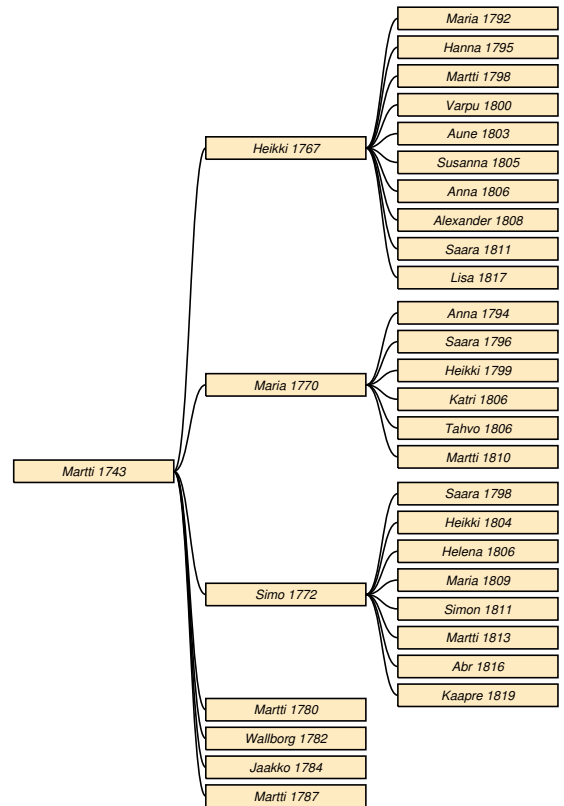 Martti 1743
Heikki 1767
Maria 1792
Hanna 1795
Martti 1798
Varpu 1800
Aune 1803
Susanna 1805
Anna 1806
Alexander 1808
Saara 1811
Lisa 1817
Maria 1770
Anna 1794
Saara 1796
Heikki 1799
Katri 1806
Tahvo 1806
Martti 1810
Simo 1772
Saara 1798
Heikki 1804
Helena 1806
Maria 1809
Simon 1811
Martti 1813
Abr 1816
Kaapre 1819
Martti 1780
Wallborg 1782
Jaakko 1784
Martti 1787